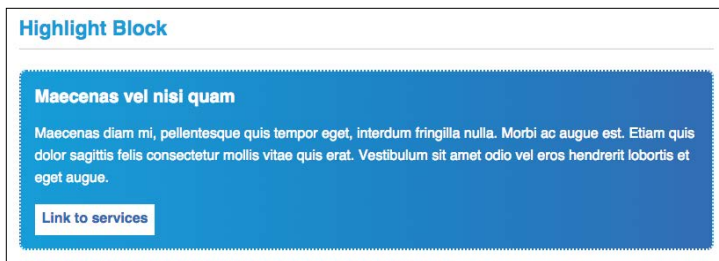 Highlight Block
Maecenas vel nisi quam
Maecenas diam mi, pellentesque quis tempor eget, interdum fringilla nulla. Morbi ac augue est. Etiam quis
dolor sagittis felis consectetur mollis vitae quis erat. Vestibulum sit amet odio vel eros hendrerit lobortis et
eget augue.
Link to services